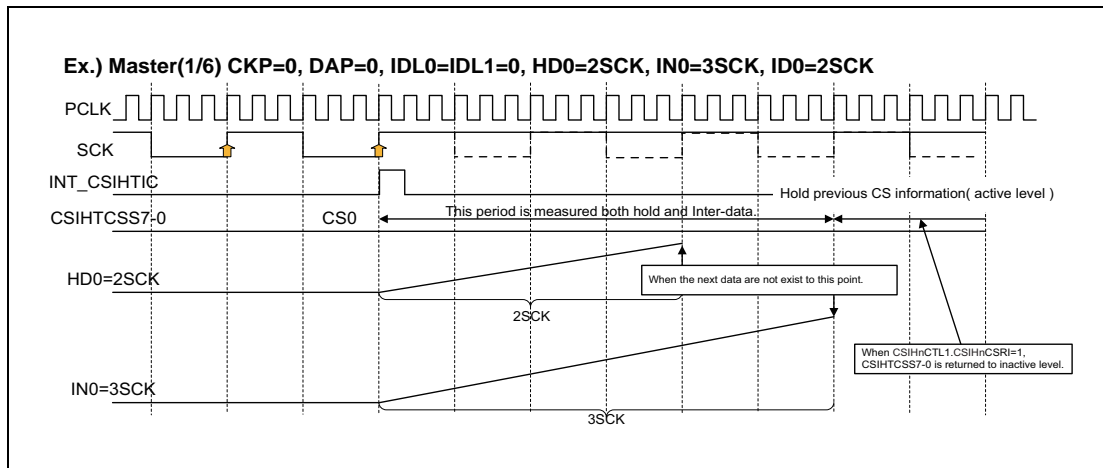 Ex.) Master(1/6) CKP=0, DAP=0, IDL0=IDL1=0, HD0=2SCK, IN0=3SCK, ID0=2SCK
PCLK
SCK
INT_CSIHTIC
Hold previous CS information( active level )
CSIHTCSS7-0
CS0
This period is measured both hold and Inter-data.
HD0=2SCK
When the next data are not exist to this point.
2SCK
When CSIHnCTL1.CSIHnCSRI=1,
CSIHTCSS7-0 is returned to inactive level.
IN0=3SCK
3SCK